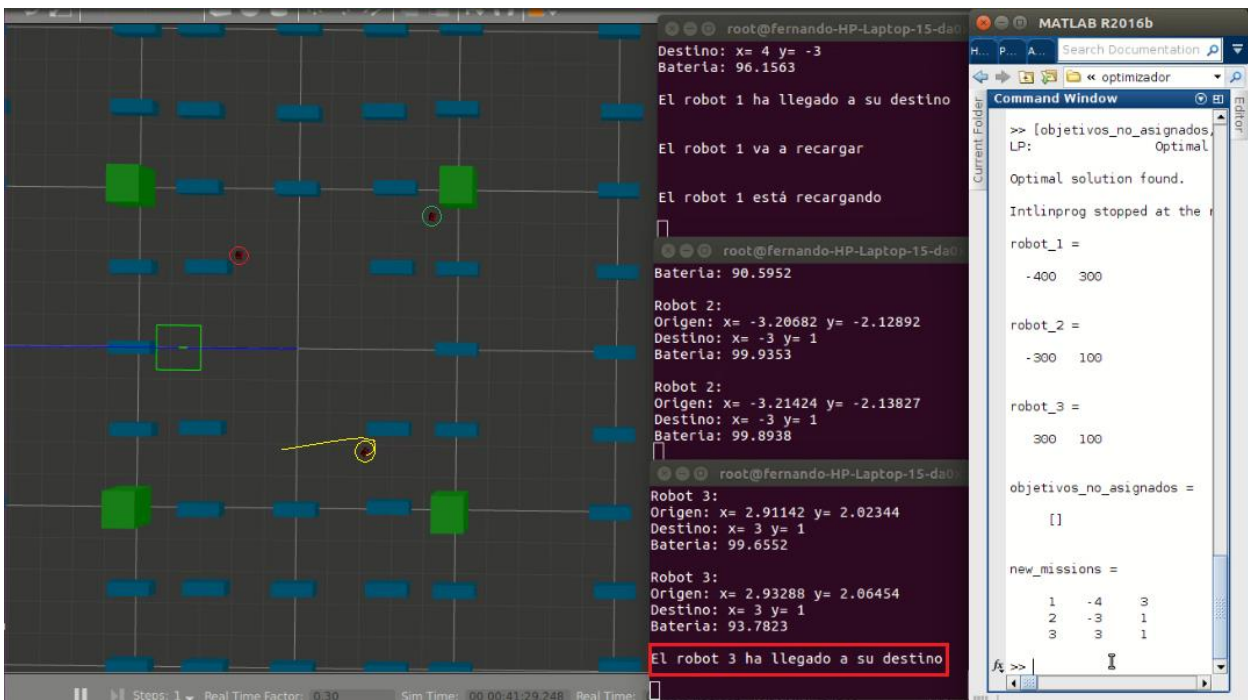 Steps: 1 Real Time Factor: 0.30 Sim Time: 00 00:41:29.248 Real Time:
root@fernando-HP-Laptop-15-da0
Destino: x= 4 y= -3
Bateria: 96.1563
El robot 1 ha llegado a su destino
El robot 1 va a recargar
El robot 1 está recargando
root@fernando-HP-Laptop-15-da0
Bateria: 90.5952
Robot 2:
Origen: x= -3.20682 y= -2.12892
Destino: x= -3 y= 1
Bateria: 99.9353
Robot 2:
Origen: x= -3.21424 y= -2.13827
Destino: x= -3 y= 1
Bateria: 99.8938
root@fernando-HP-Laptop-15-da0
Robot 3:
Origen: x= 2.91142 y= 2.02344
Destino: x= 3 y= 1
Bateria: 99.6552
Robot 3:
Origen: x= 2.93288 y= 2.06454
Destino: x= 3 y= 1
Bateria: 93.7823
El robot 3 ha llegado a su destino
MATLAB R2016b
H... P... A... Search Documentation
« optimizador
Current Folder
Command Window
Editor
>> [objetivos_no_asignados,
LP: Optimal
Optimal solution found.
Intlinprog stopped at the
robot_1 =
-400 300
robot_2 =
-300 100
robot_3 =
300 100
objetivos_no_asignados =
[]
new_missions =
1 -4 3
2 -3 1
3 3 1
fx >>